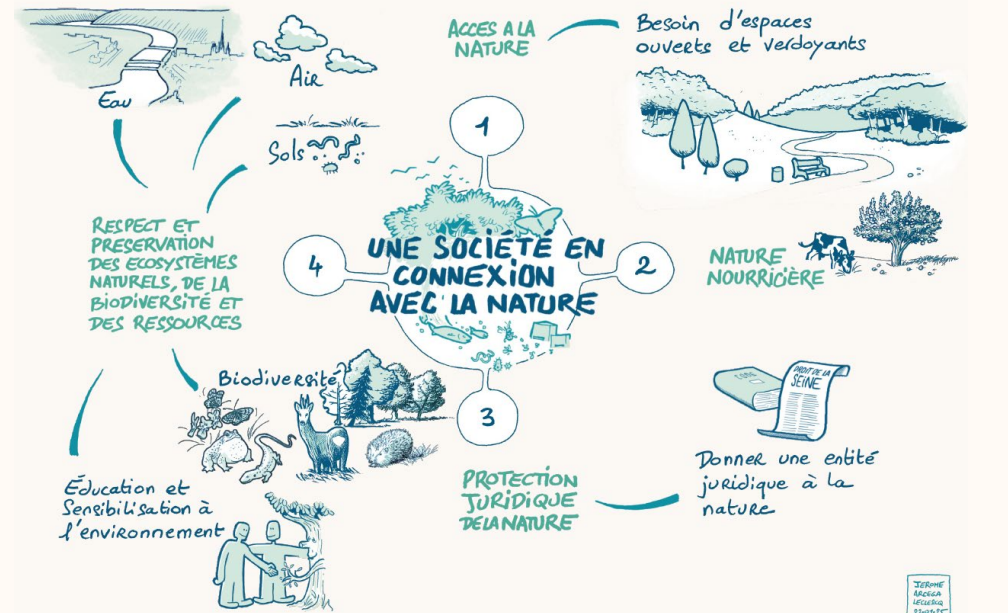 UNE SOCIÉTÉ EN
CONNEXION
AVEC LA NATURE
1
ACCES A LA
NATURE
Besoin d'espaces
ouverts et verdoyants
2
NATURE
NOURRICIÈRE
3
PROTECTION
JURIDIQUE
DE LA NATURE
Donner une entité
juridique à la
nature
CODE
DROIT DE LA
SEINE
4
RESPECT ET
PRESERVATION
DES ECOSYSTÈMES
NATURELS, DE LA
BIODIVERSITÉ ET
DES RESSOURCES
Eau
Air
Sols
Biodiversité
Éducation et
Sensibilisation à
l'environnement
JEROME
ARCEGA
LECLERCQ